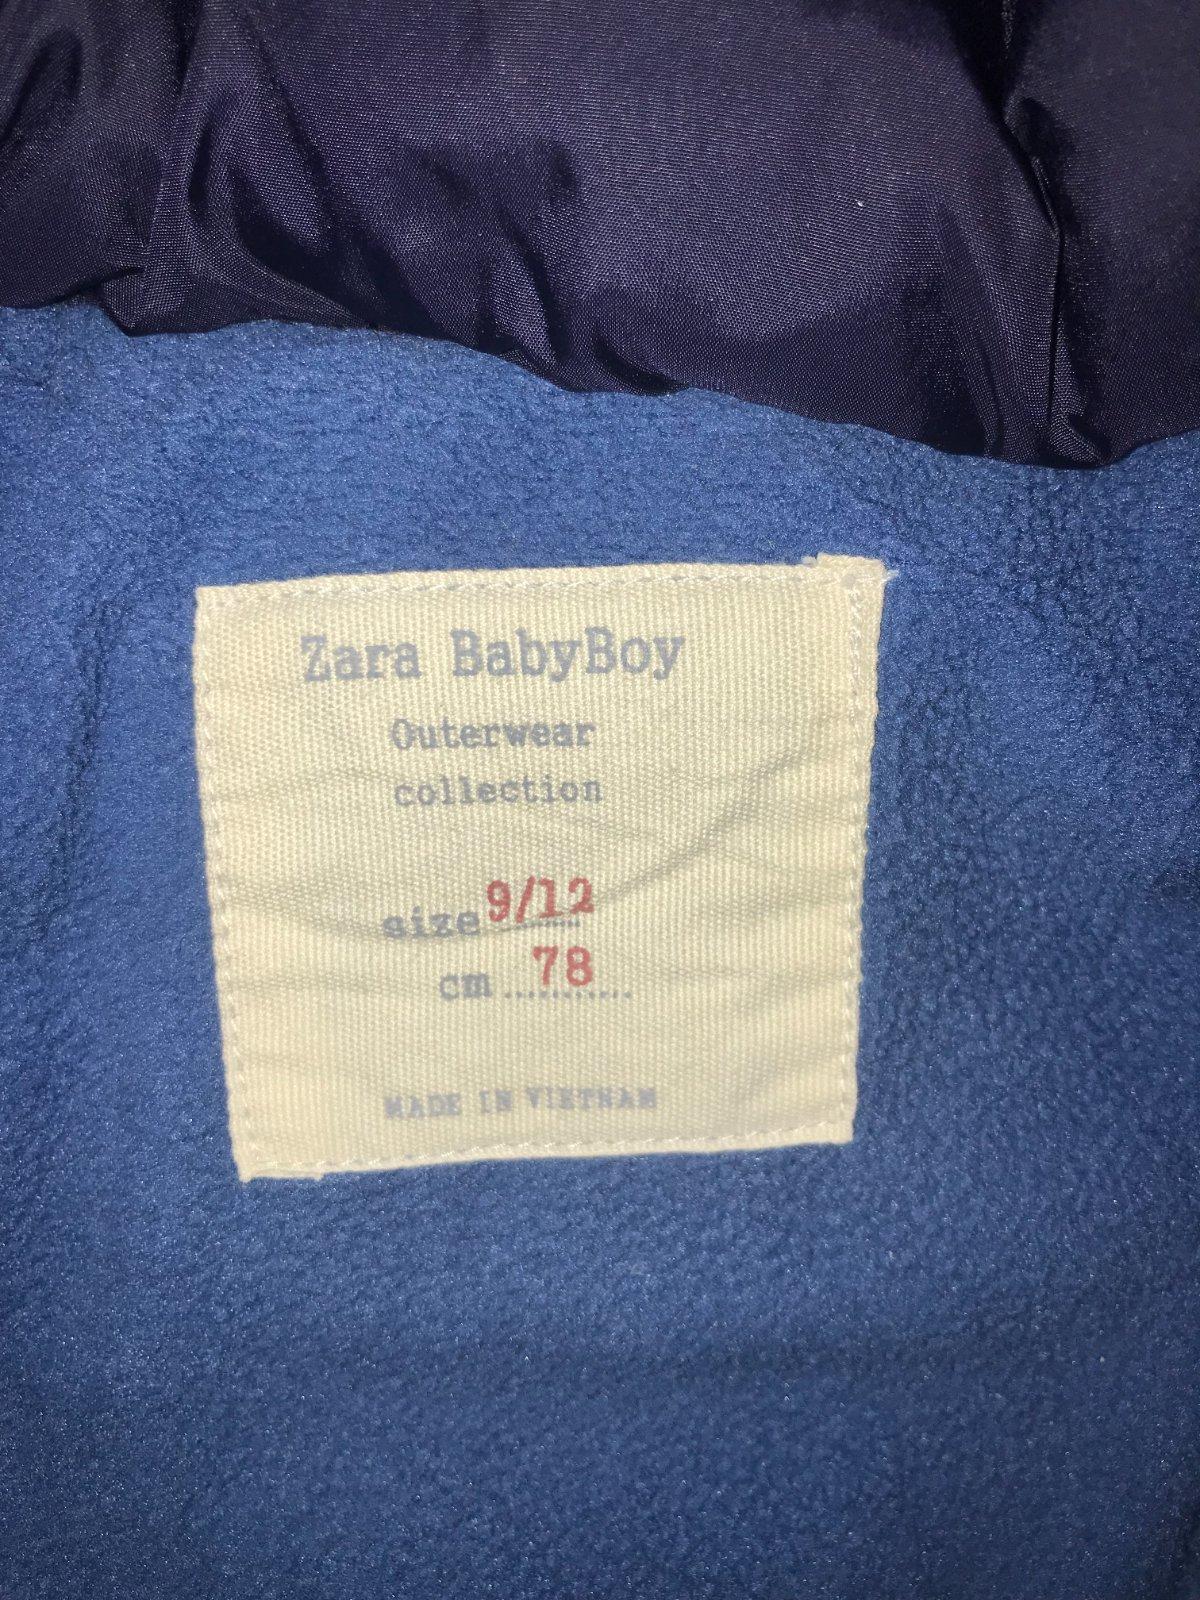 Zara BabyBoy
Outerwear
collection
size 9/12
cm 78
MADE IN VIETNAM